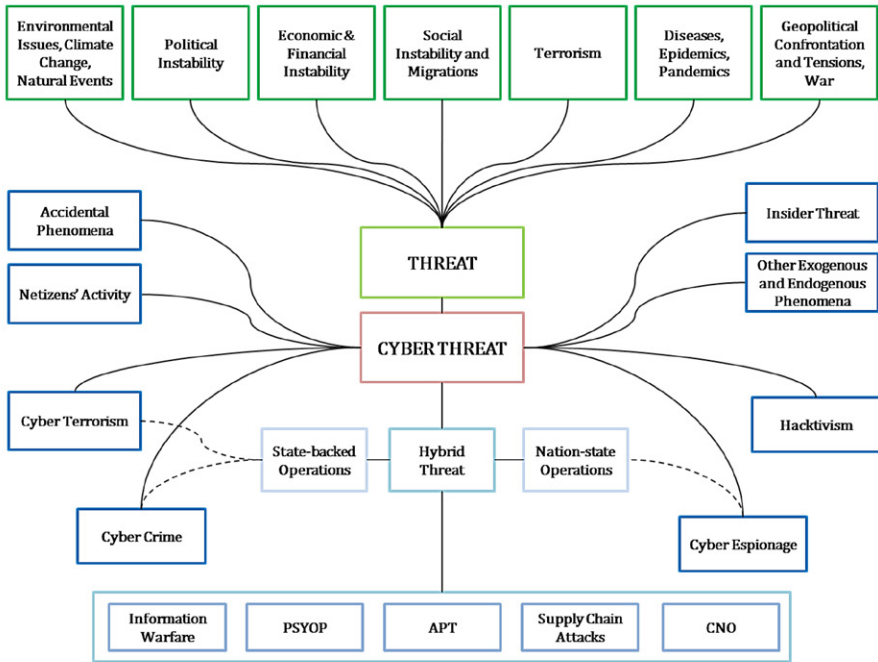 Environmental
Issues, Climate
Change,
Natural Events
Political
Instability
Economic &
Financial
Instability
Social
Instability and
Migrations
Terrorism
Diseases,
Epidemics,
Pandemics
Geopolitical
Confrontation
and Tensions,
War
Accidental
Phenomena
Insider Threat
THREAT
Netizens' Activity
Other Exogenous
and Endogenous
Phenomena
CYBER THREAT
Cyber Terrorism
Hacktivism
State-backed
Operations
Hybrid
Threat
Nation-state
Operations
Cyber Crime
Cyber Espionage
Information
Warfare
PSYOP
APT
Supply Chain
Attacks
CNO